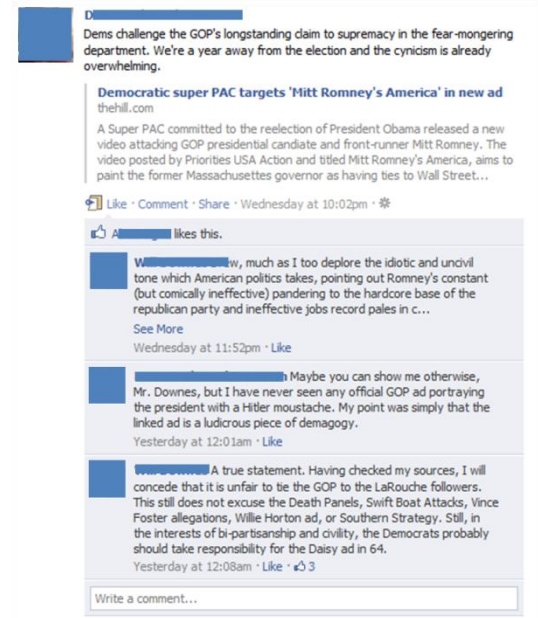 D
Dems challenge the GOP's longstanding claim to supremacy in the fear-mongering
department. We're a year away from the election and the cynicism is already
overwhelming.
Democratic super PAC targets 'Mitt Romney's America' in new ad
thehill.com
A Super PAC committed to the reelection of President Obama released a new
video attacking GOP presidential candiate and front-runner Mitt Romney. The
video posted by Priorities USA Action and titled Mitt Romney's America, aims to
paint the former Massachusettes governor as having ties to Wall Street...
Like · Comment · Share · Wednesday at 10:02pm ·
A likes this.
W w, much as I too deplore the idiotic and uncivil
tone which American politics takes, pointing out Romney's constant
(but comically ineffective) pandering to the hardcore base of the
republican party and ineffective jobs record pales in c...
See More
Wednesday at 11:52pm · Like
Maybe you can show me otherwise,
Mr. Downes, but I have never seen any official GOP ad portraying
the president with a Hitler moustache. My point was simply that the
linked ad is a ludicrous piece of demagogy.
Yesterday at 12:01am · Like
A true statement. Having checked my sources, I will
concede that it is unfair to tie the GOP to the LaRouche followers.
This still does not excuse the Death Panels, Swift Boat Attacks, Vince
Foster allegations, Willie Horton ad, or Southern Strategy. Still, in
the interests of bi-partisanship and civility, the Democrats probably
should take responsibility for the Daisy ad in 64.
Yesterday at 12:08am · Like · 3
Write a comment...